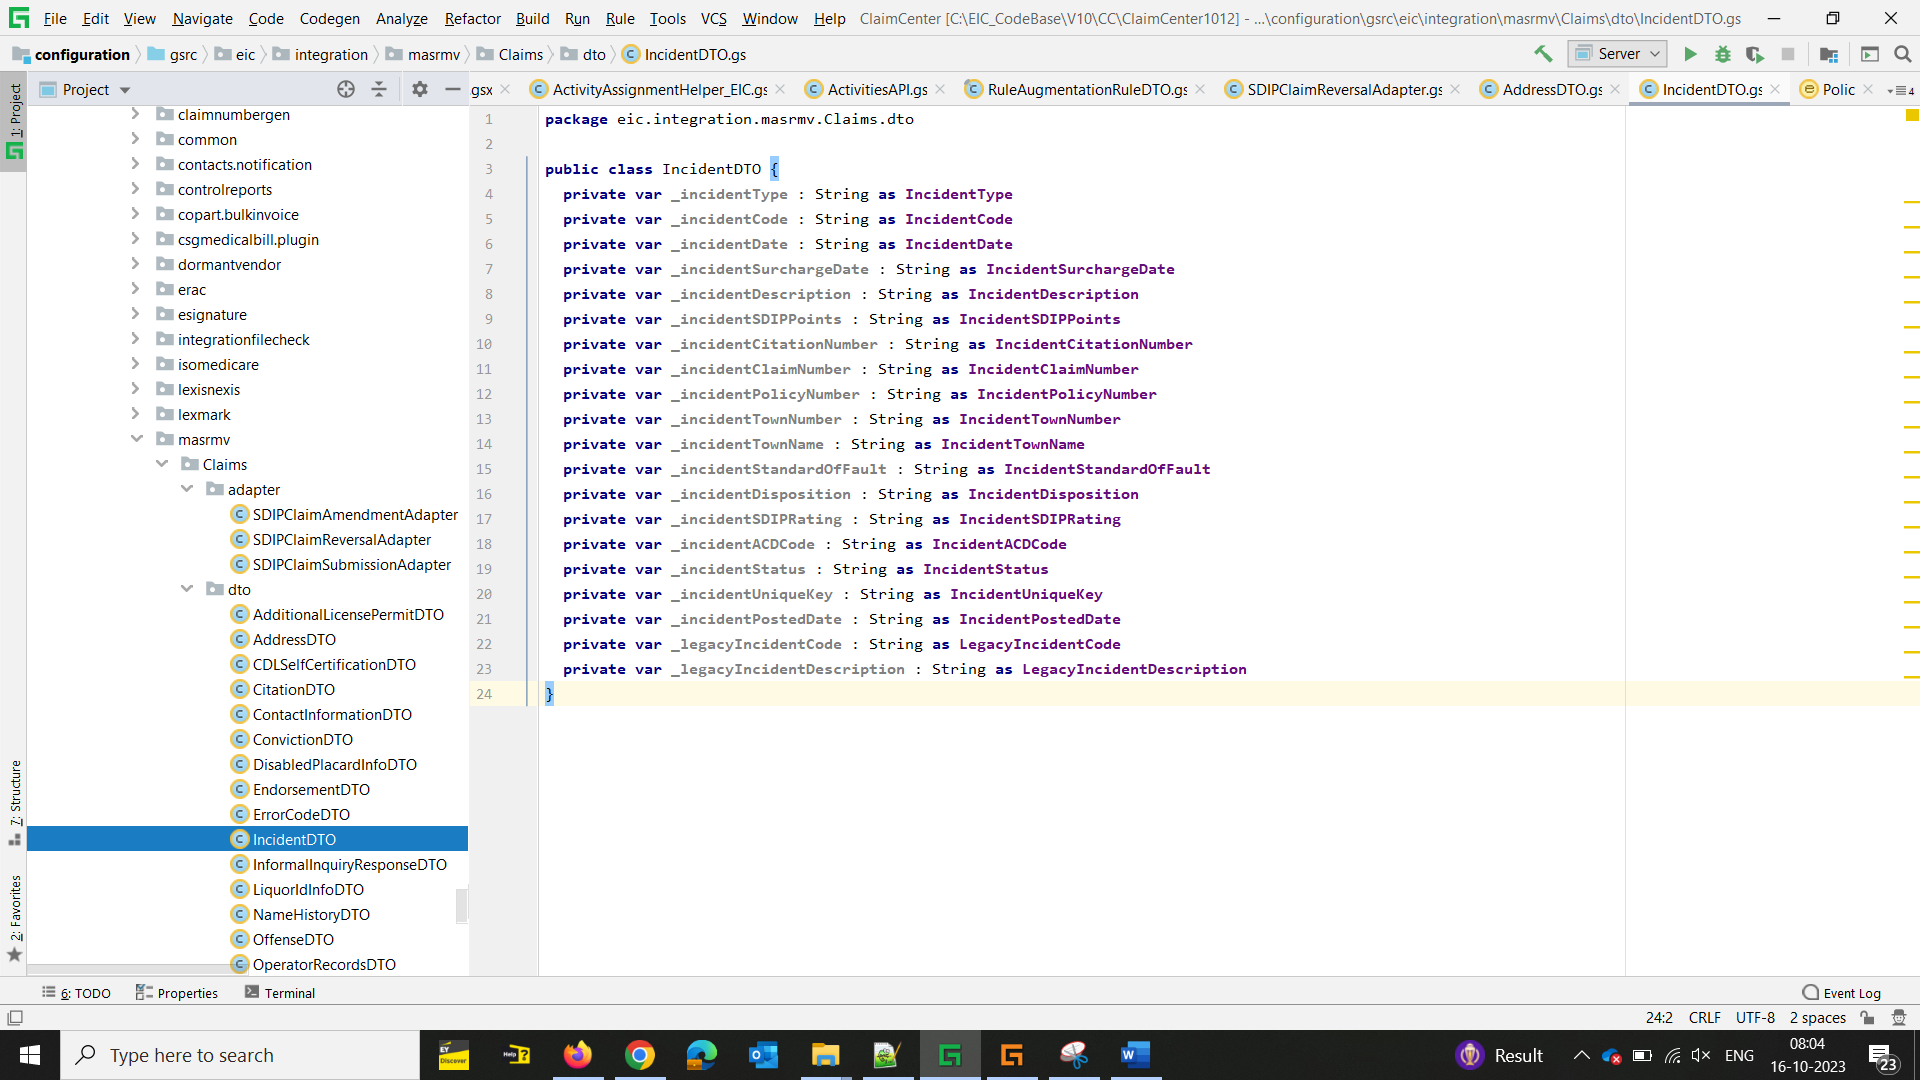 File Edit View Navigate Code Codegen Analyze Refactor Build Run Rule Tools VCS Window Help ClaimCenter [C:\EIC_CodeBase\V10\CC\ClaimCenter1012] - ...\configuration\gsrc\eic\integration\masrmv\Claims\dto\IncidentDTO.gs
configuration gsrc eic integration masrmv Claims dto IncidentDTO.gs Server
Project gsx ActivityAssignmentHelper_EIC.gs ActivitiesAPI.gs RuleAugmentationRuleDTO.gs SDIPClaimReversalAdapter.gs AddressDTO.gs IncidentDTO.gs Polic 4
1: Project
7: Structure
2: Favorites
claimnumbergen
common
contacts.notification
controlreports
copart.bulkinvoice
csgmedicalbill.plugin
dormantvendor
erac
esignature
integrationfilecheck
isomedicare
lexisnexis
lexmark
masrmv
Claims
adapter
SDIPClaimAmendmentAdapter
SDIPClaimReversalAdapter
SDIPClaimSubmissionAdapter
dto
AdditionalLicensePermitDTO
AddressDTO
CDLSelfCertificationDTO
CitationDTO
ContactInformationDTO
ConvictionDTO
DisabledPlacardInfoDTO
EndorsementDTO
ErrorCodeDTO
IncidentDTO
InformalInquiryResponseDTO
LiquorIdInfoDTO
NameHistoryDTO
OffenseDTO
OperatorRecordsDTO
1 package eic.integration.masrmv.Claims.dto
2
3 public class IncidentDTO {
4 private var _incidentType : String as IncidentType
5 private var _incidentCode : String as IncidentCode
6 private var _incidentDate : String as IncidentDate
7 private var _incidentSurchargeDate : String as IncidentSurchargeDate
8 private var _incidentDescription : String as IncidentDescription
9 private var _incidentSDIPPoints : String as IncidentSDIPPoints
10 private var _incidentCitationNumber : String as IncidentCitationNumber
11 private var _incidentClaimNumber : String as IncidentClaimNumber
12 private var _incidentPolicyNumber : String as IncidentPolicyNumber
13 private var _incidentTownNumber : String as IncidentTownNumber
14 private var _incidentTownName : String as IncidentTownName
15 private var _incidentStandardOfFault : String as IncidentStandardOfFault
16 private var _incidentDisposition : String as IncidentDisposition
17 private var _incidentSDIPRating : String as IncidentSDIPRating
18 private var _incidentACDCode : String as IncidentACDCode
19 private var _incidentStatus : String as IncidentStatus
20 private var _incidentUniqueKey : String as IncidentUniqueKey
21 private var _incidentPostedDate : String as IncidentPostedDate
22 private var _legacyIncidentCode : String as LegacyIncidentCode
23 private var _legacyIncidentDescription : String as LegacyIncidentDescription
24 }
6: TODO Properties Terminal Event Log
24:2 CRLF UTF-8 2 spaces
Type here to search EY Discover Help ? Result ENG 08:04
16-10-2023 23